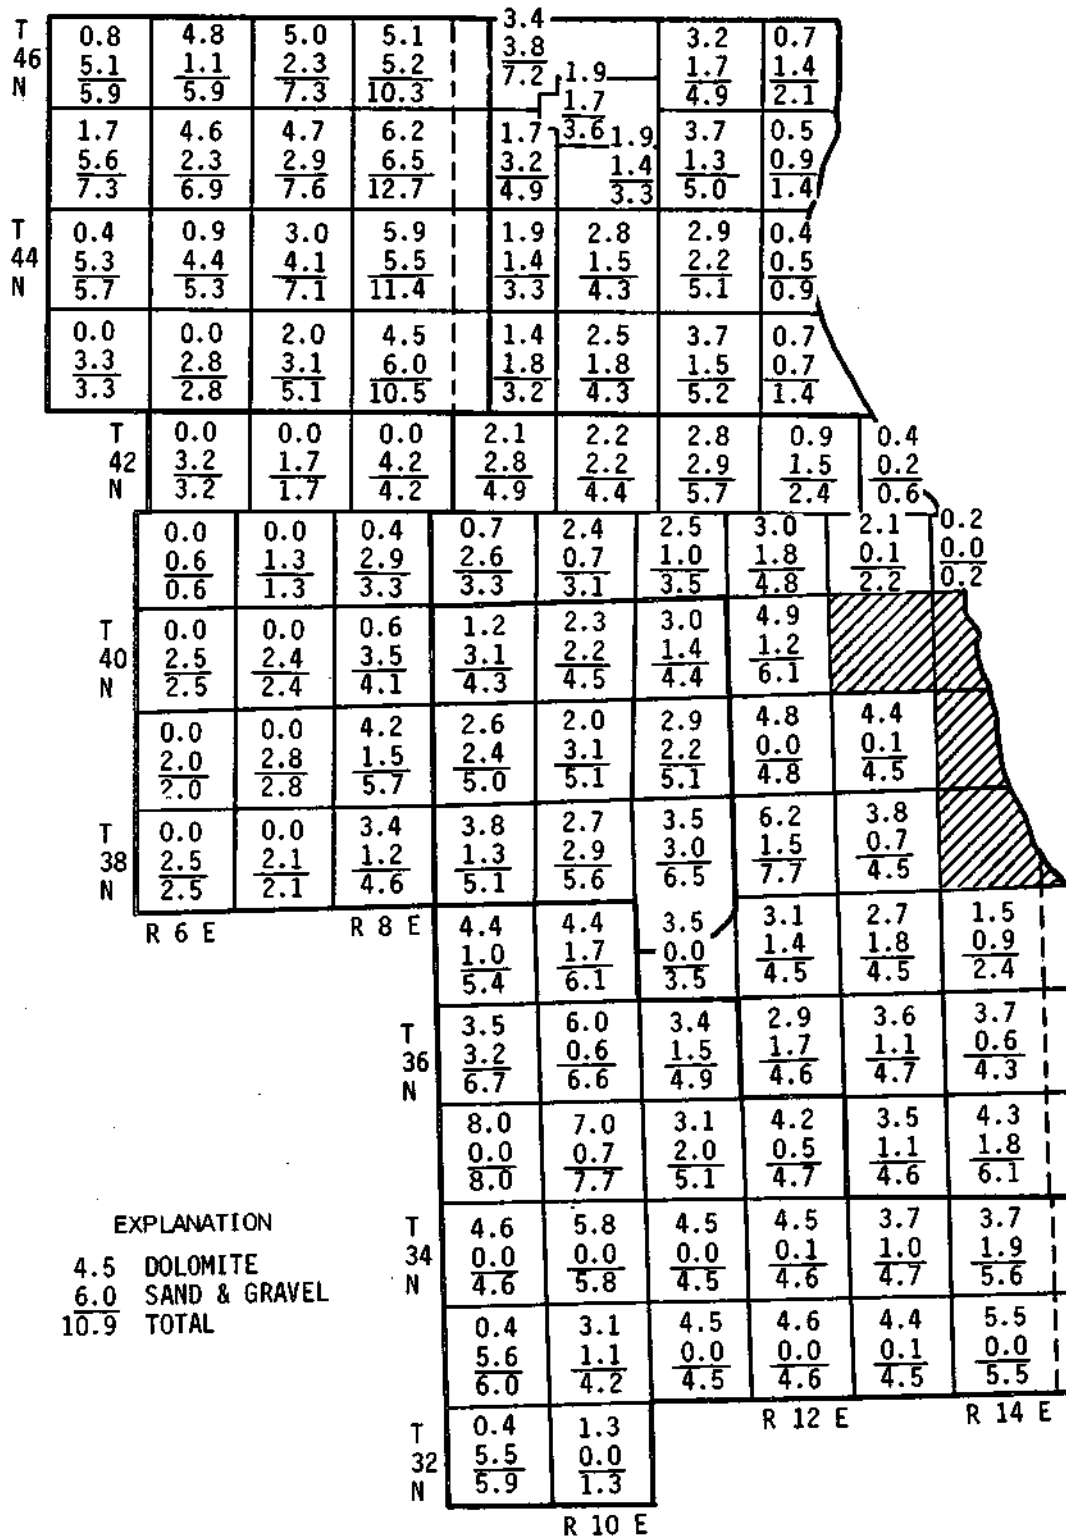 T 46 N
0.8 4.8 5.0 5.1 3.4 3.2 0.7
5.1 1.1 2.3 5.2 3.8 1.7 1.4
5.9 5.9 7.3 10.3 7.2 4.9 2.1
1.9
1.7
3.6
1.7 4.6 4.7 6.2 1.7 1.9 3.7 0.5
5.6 2.3 2.9 6.5 3.2 1.4 1.3 0.9
7.3 6.9 7.6 12.7 4.9 3.3 5.0 1.4
T 44 N
0.4 0.9 3.0 5.9 1.9 2.8 2.9 0.4
5.3 4.4 4.1 5.5 1.4 1.5 2.2 0.5
5.7 5.3 7.1 11.4 3.3 4.3 5.1 0.9
0.0 0.0 2.0 4.5 1.4 2.5 3.7 0.7
3.3 2.8 3.1 6.0 1.8 1.8 1.5 0.7
3.3 2.8 5.1 10.5 3.2 4.3 5.2 1.4
T 42 N
0.0 0.0 0.0 2.1 2.2 2.8 0.9 0.4
3.2 1.7 4.2 2.8 2.2 2.9 1.5 0.2
3.2 1.7 4.2 4.9 4.4 5.7 2.4 0.6
0.0 0.0 0.4 0.7 2.4 2.5 3.0 2.1 0.2
0.6 1.3 2.9 2.6 0.7 1.0 1.8 0.1 0.0
0.6 1.3 3.3 3.3 3.1 3.5 4.8 2.2 0.2
T 40 N
0.0 0.0 0.6 1.2 2.3 3.0 4.9
2.5 2.4 3.5 3.1 2.2 1.4 1.2
2.5 2.4 4.1 4.3 4.5 4.4 6.1
0.0 0.0 4.2 2.6 2.0 2.9 4.8 4.4
2.0 2.8 1.5 2.4 3.1 2.2 0.0 0.1
2.0 2.8 5.7 5.0 5.1 5.1 4.8 4.5
T 38 N
0.0 0.0 3.4 3.8 2.7 3.5 6.2 3.8
2.5 2.1 1.2 1.3 2.9 3.0 1.5 0.7
2.5 2.1 4.6 5.1 5.6 6.5 7.7 4.5
R 6 E R 8 E
4.4 4.4 3.5 3.1 2.7 1.5
1.0 1.7 0.0 1.4 1.8 0.9
5.4 6.1 3.5 4.5 4.5 2.4
T 36 N
3.5 6.0 3.4 2.9 3.6 3.7
3.2 0.6 1.5 1.7 1.1 0.6
6.7 6.6 4.9 4.6 4.7 4.3
8.0 7.0 3.1 4.2 3.5 4.3
0.0 0.7 2.0 0.5 1.1 1.8
8.0 7.7 5.1 4.7 4.6 6.1
T 34 N
4.6 5.8 4.5 4.5 3.7 3.7
0.0 0.0 0.0 0.1 1.0 1.9
4.6 5.8 4.5 4.6 4.7 5.6
0.4 3.1 4.5 4.6 4.4 5.5
5.6 1.1 0.0 0.0 0.1 0.0
6.0 4.2 4.5 4.6 4.5 5.5
R 12 E R 14 E
T 32 N
0.4 1.3
5.5 0.0
5.9 1.3
R 10 E
EXPLANATION
4.5 DOLOMITE
6.0 SAND & GRAVEL
10.9 TOTAL